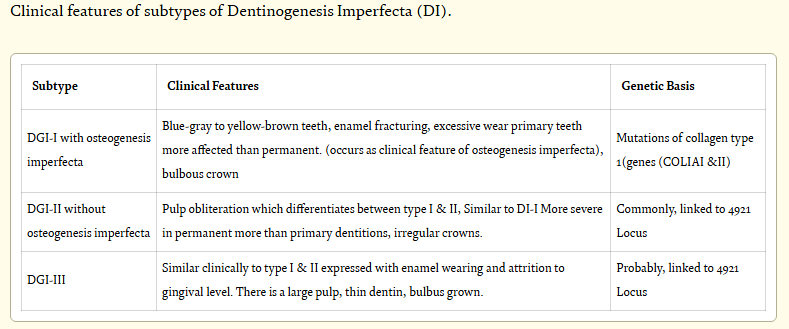 Clinical features of subtypes of Dentinogenesis Imperfecta (DI).
Subtype Clinical Features Genetic Basis
DGI-I with osteogenesis
imperfecta
Blue-gray to yellow-brown teeth, enamel fracturing, excessive wear primary teeth
more affected than permanent. (occurs as clinical feature of osteogenesis imperfecta),
bulbous crown
Mutations of collagen type
1(genes (COLIAI &II)
DGI-II without
osteogenesis imperfecta
Pulp obliteration which differentiates between type I & II, Similar to DI-I More severe
in permanent more than primary dentitions, irregular crowns.
Commonly, linked to 4921
Locus
DGI-III
Similar clinically to type I & II expressed with enamel wearing and attrition to
gingival level. There is a large pulp, thin dentin, bulbus grown.
Probably, linked to 4921
Locus